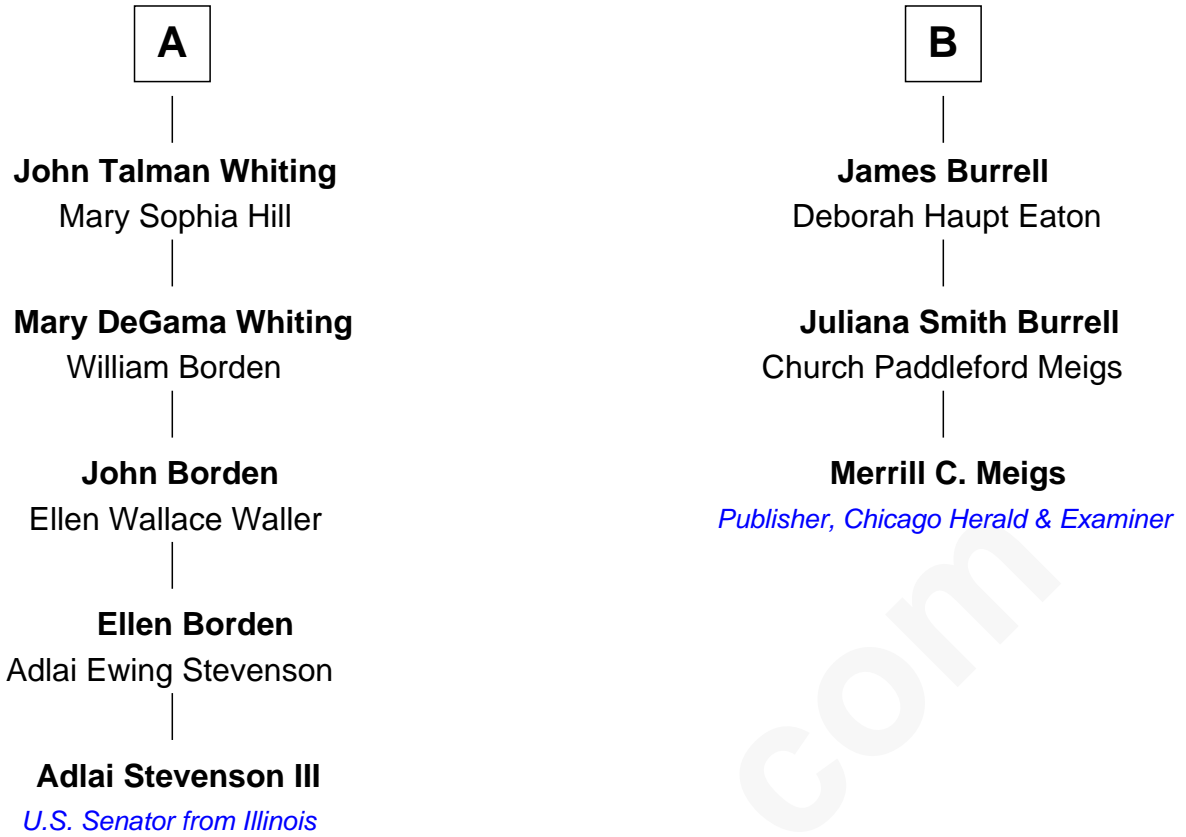 A
John Talman Whiting
Mary Sophia Hill
Mary DeGama Whiting
William Borden
John Borden
Ellen Wallace Waller
Ellen Borden
Adlai Ewing Stevenson
Adlai Stevenson III
U.S. Senator from Illinois
B
James Burrell
Deborah Haupt Eaton
Juliana Smith Burrell
Church Paddleford Meigs
Merrill C. Meigs
Publisher, Chicago Herald & Examiner
com